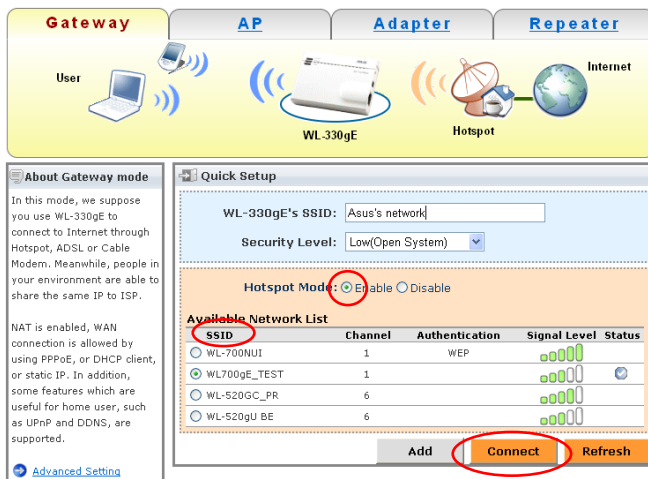 Gateway
AP
Adapter
Repeater
User
Internet
WL-330gE
Hotspot
About Gateway mode
In this mode, we suppose
you use WL-330gE to
connect to Internet through
Hotspot, ADSL or Cable
Modem. Meanwhile, people in
your environment are able to
share the same IP to ISP.
NAT is enabled, WAN
connection is allowed by
using PPPoE, or DHCP client,
or static IP. In addition,
some features which are
useful for home user, such
as UPnP and DDNS, are
supported.
Advanced Setting
Quick Setup
WL-330gE's SSID: Asus's network
Security Level: Low(Open System)
Hotspot Mode: Enable Disable
Available Network List
SSID Channel Authentication Signal Level Status
WL-700NUI 1 WEP
WL700gE_TEST 1
WL-520GC_PR 6
WL-520gU BE 6
Add Connect Refresh